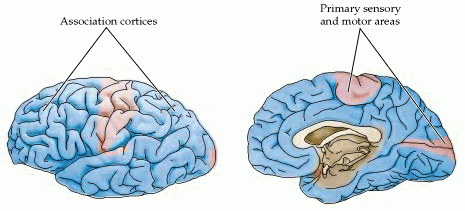 Association cortices
Primary sensory
and motor areas